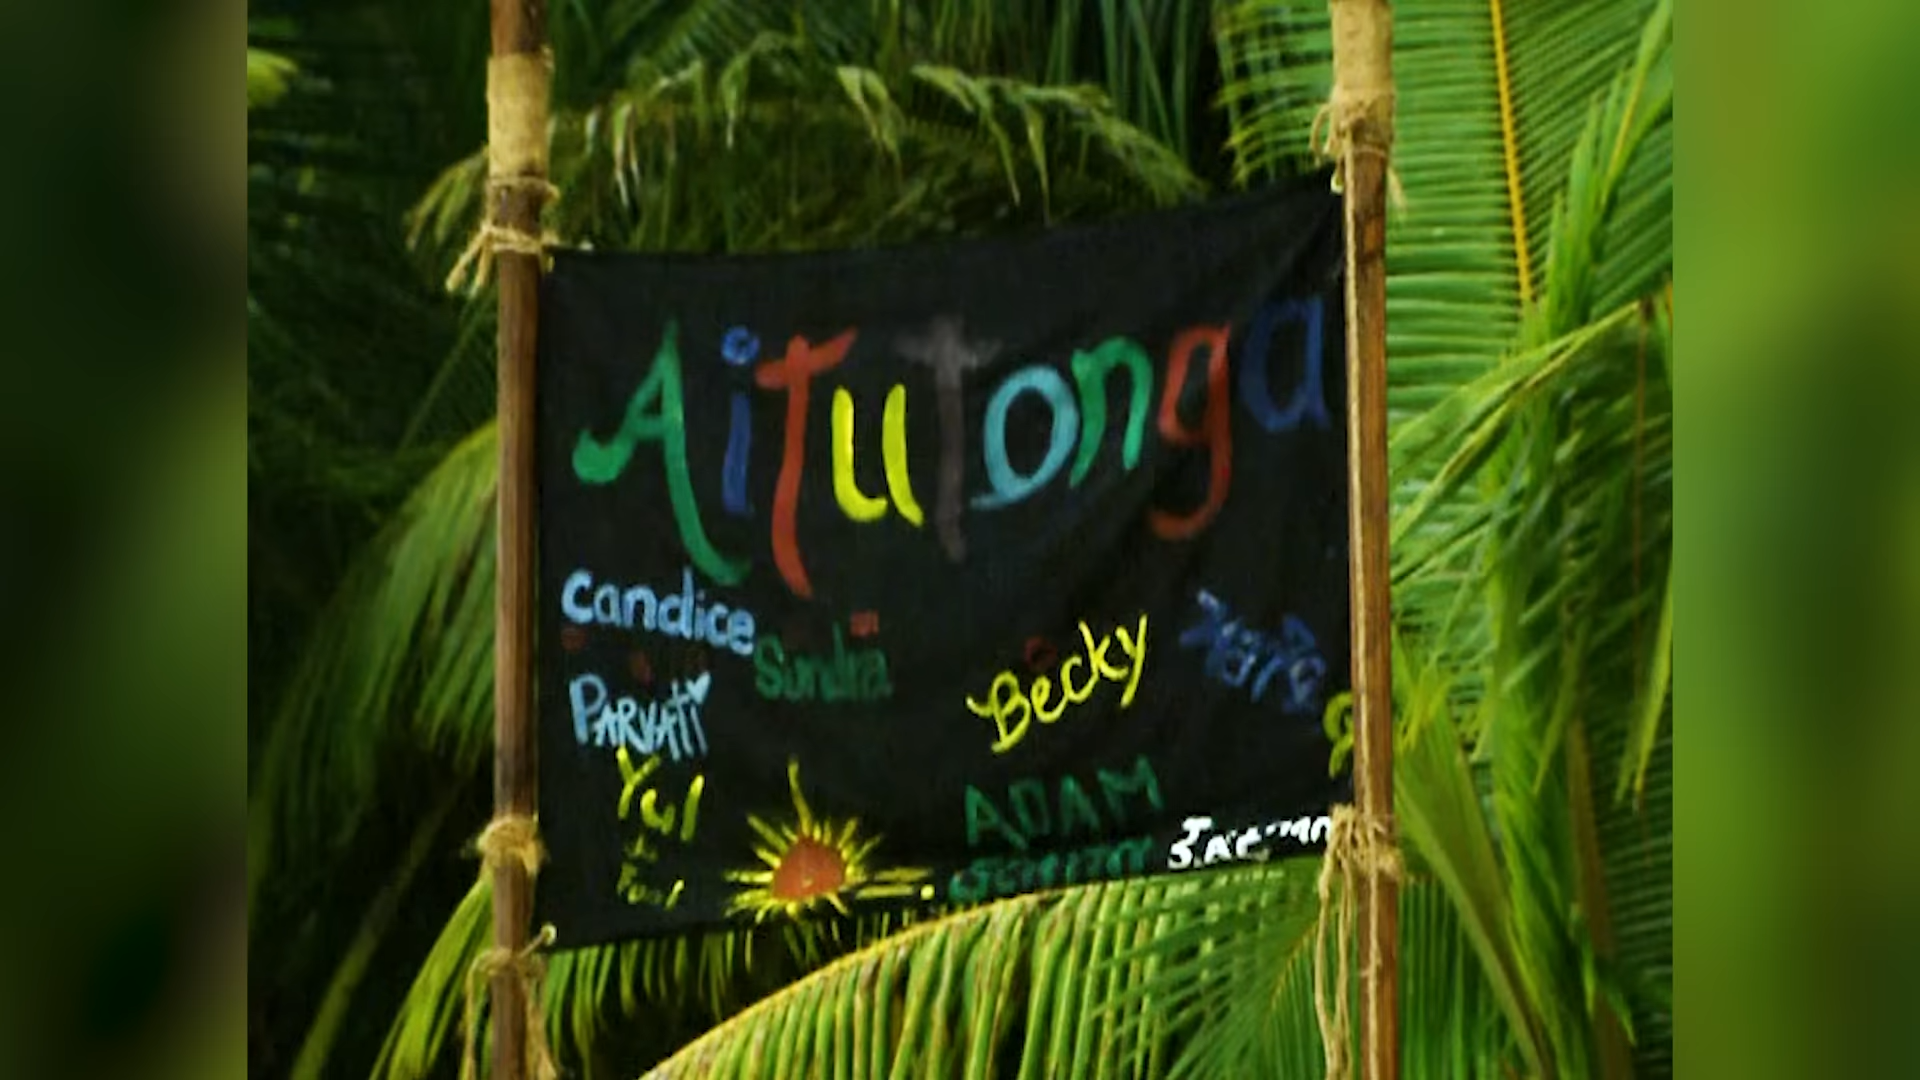 Aitutonga
candice
Sundra
Becky
PARVATi
Yul
ADAM